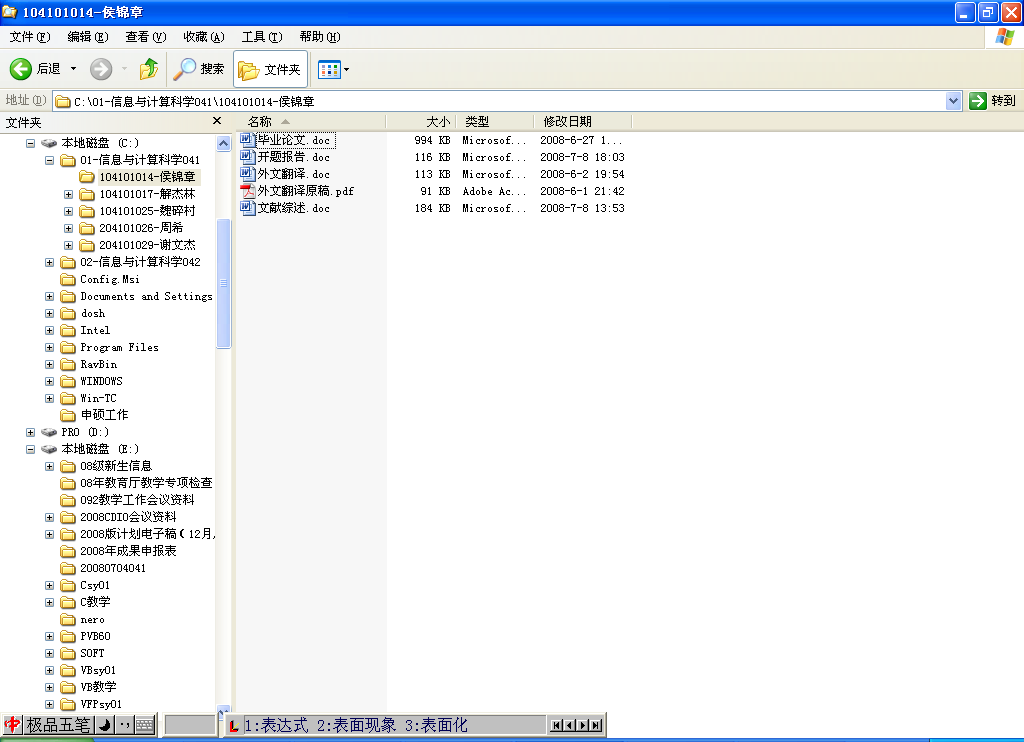 104101014-侯锦章
文件(F) 编辑(E) 查看(V) 收藏(A) 工具(T) 帮助(H)
后退 搜索 文件夹
地址(D) C:\01-信息与计算科学041\104101014-侯锦章 转到
文件夹
名称 大小 类型 修改日期
本地磁盘 (C:)
01-信息与计算科学041
104101014-侯锦章
104101017-解杰林
104101025-魏碎村
204101026-周希
204101029-谢文杰
02-信息与计算科学042
Config.Msi
Documents and Settings
dosh
Intel
Program Files
RavBin
WINDOWS
Win-TC
申硕工作
PRO (D:)
本地磁盘 (E:)
08级新生信息
08年教育厅教学专项检查
092教学工作会议资料
2008CDIO会议资料
2008版计划电子稿(12月,
2008年成果申报表
20080704041
Csy01
C教学
nero
PVB60
SOFT
VBsy01
VB教学
VFPsy01
毕业论文.doc 994 KB Microsof... 2008-6-27 1...
开题报告.doc 116 KB Microsof... 2008-7-8 18:03
外文翻译.doc 113 KB Microsof... 2008-6-2 19:54
外文翻译原稿.pdf 91 KB Adobe Ac... 2008-6-1 21:42
文献综述.doc 184 KB Microsof... 2008-7-8 13:53
中 极品五笔
1:表达式 2:表面现象 3:表面化